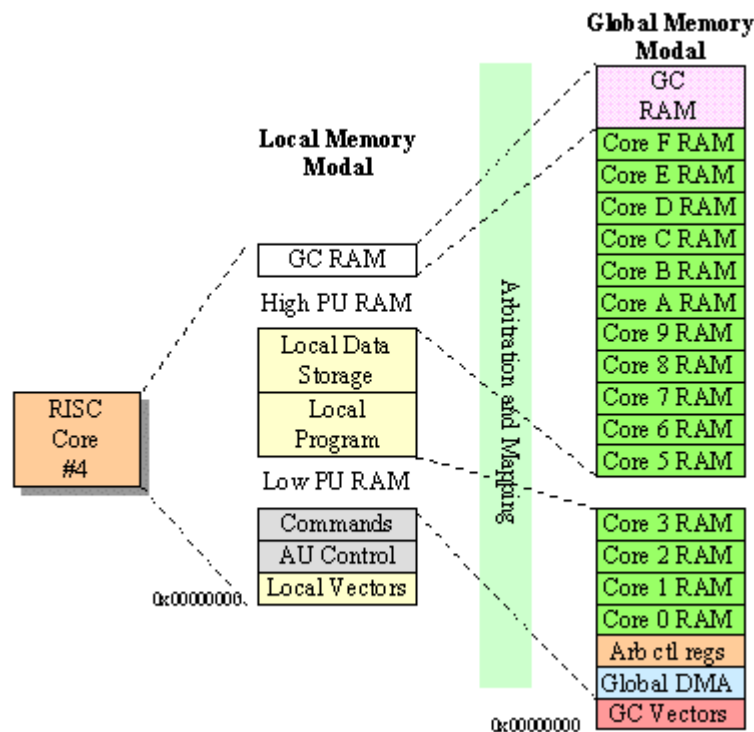 Global Memory
Modal
GC
RAM
Core F RAM
Core E RAM
Core D RAM
Core C RAM
Core B RAM
Core A RAM
Core 9 RAM
Core 8 RAM
Core 7 RAM
Core 6 RAM
Core 5 RAM
Core 3 RAM
Core 2 RAM
Core 1 RAM
Core 0 RAM
Arb ctl regs
Global DMA
GC Vectors
0x00000000
Arbitration and Mapping
Local Memory
Modal
GC RAM
High PU RAM
Local Data
Storage
Local
Program
Low PU RAM
Commands
AU Control
Local Vectors
0x00000000
RISC
Core
#4